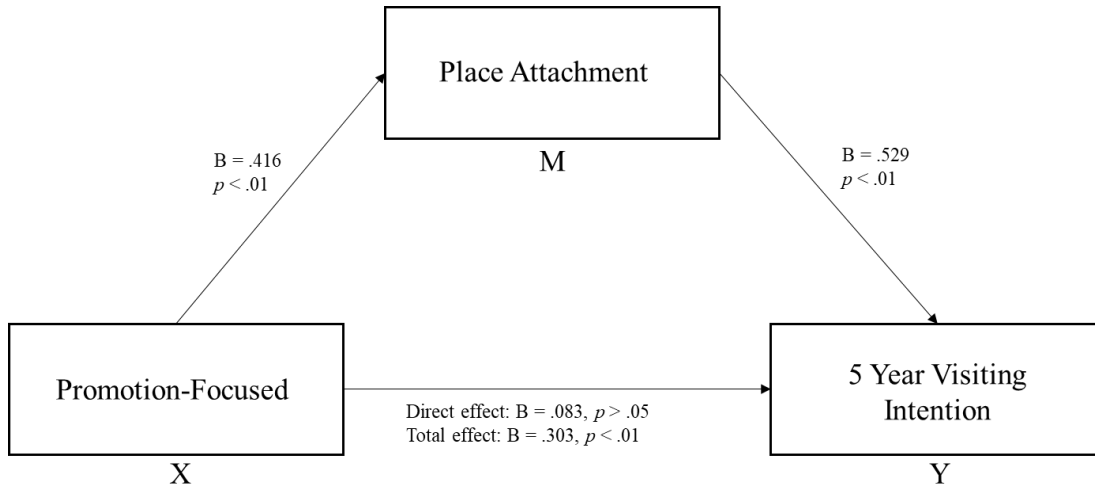 Place Attachment
M
B = .416
p < .01
B = .529
p < .01
Promotion-Focused
X
Direct effect: B = .083, p > .05
Total effect: B = .303, p < .01
5 Year Visiting
Intention
Y